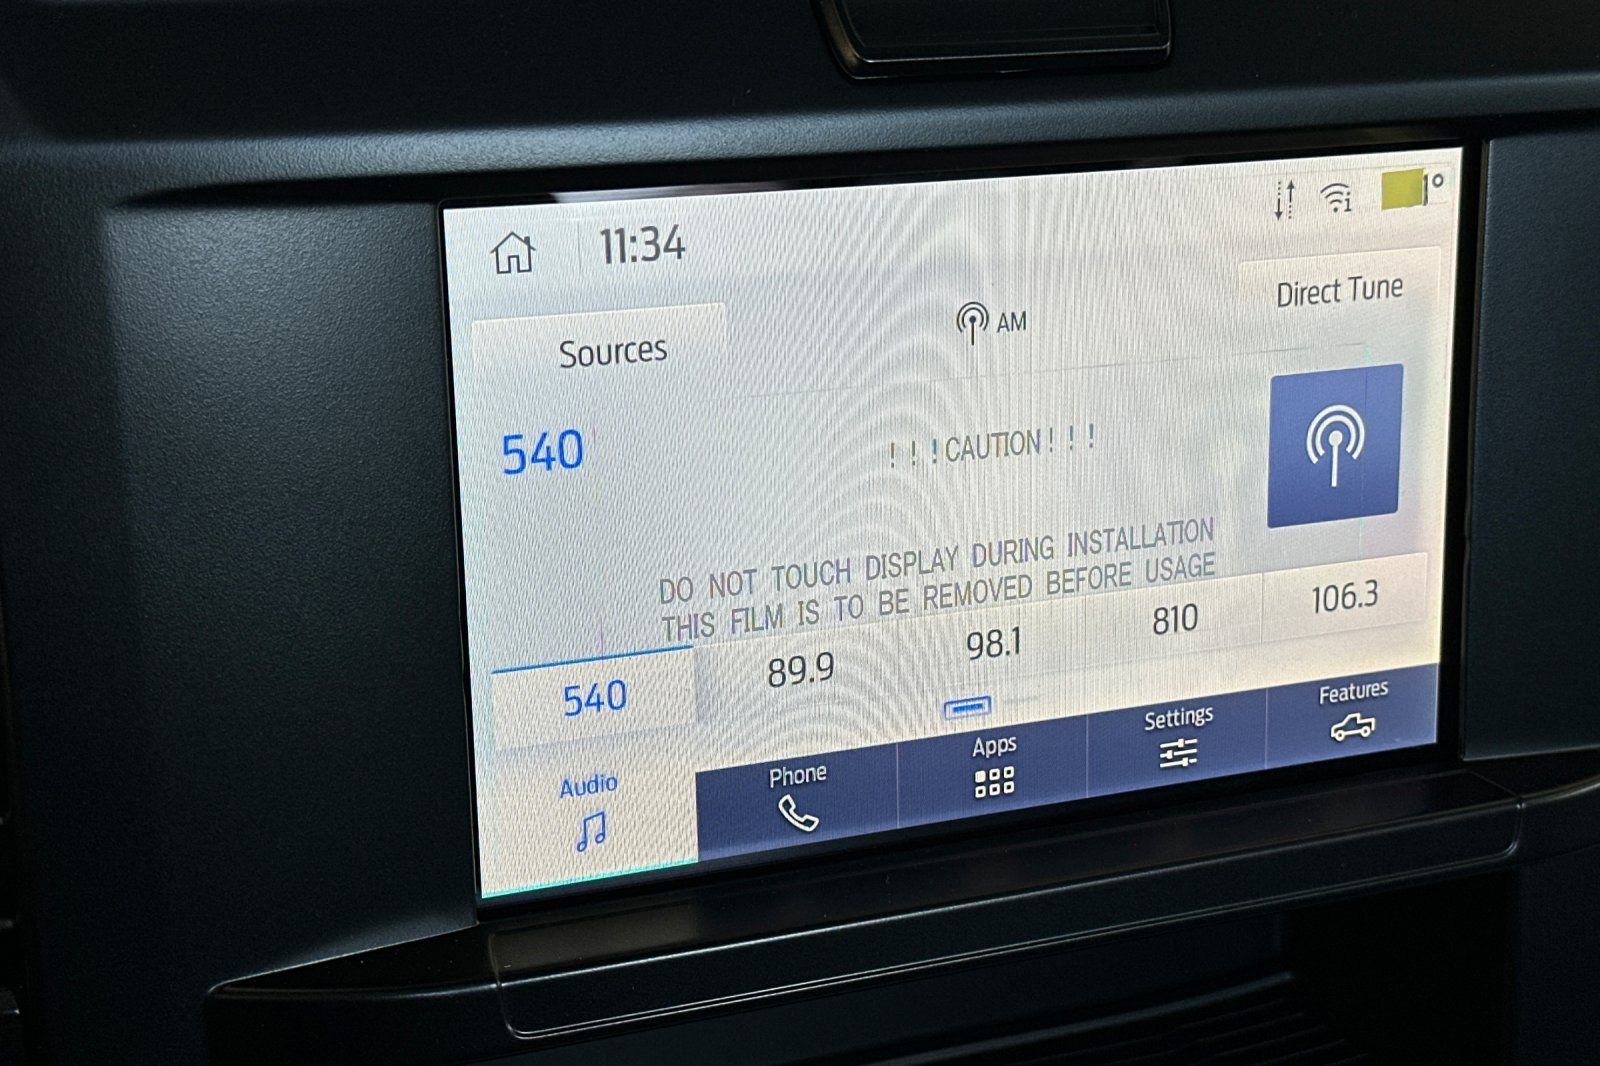 11:34
1°
Sources
AM
Direct Tune
540
! ! ! CAUTION ! ! !
DO NOT TOUCH DISPLAY DURING INSTALLATION
THIS FILM IS TO BE REMOVED BEFORE USAGE
540
89.9
98.1
810
106.3
Audio
Phone
Apps
Settings
Features